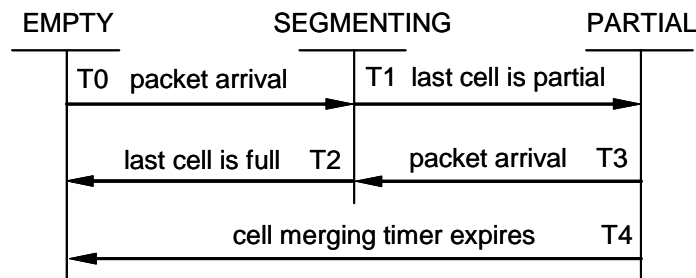 EMPTY SEGMENTING PARTIAL
T0 packet arrival T1 last cell is partial
last cell is full T2 packet arrival T3
cell merging timer expires T4